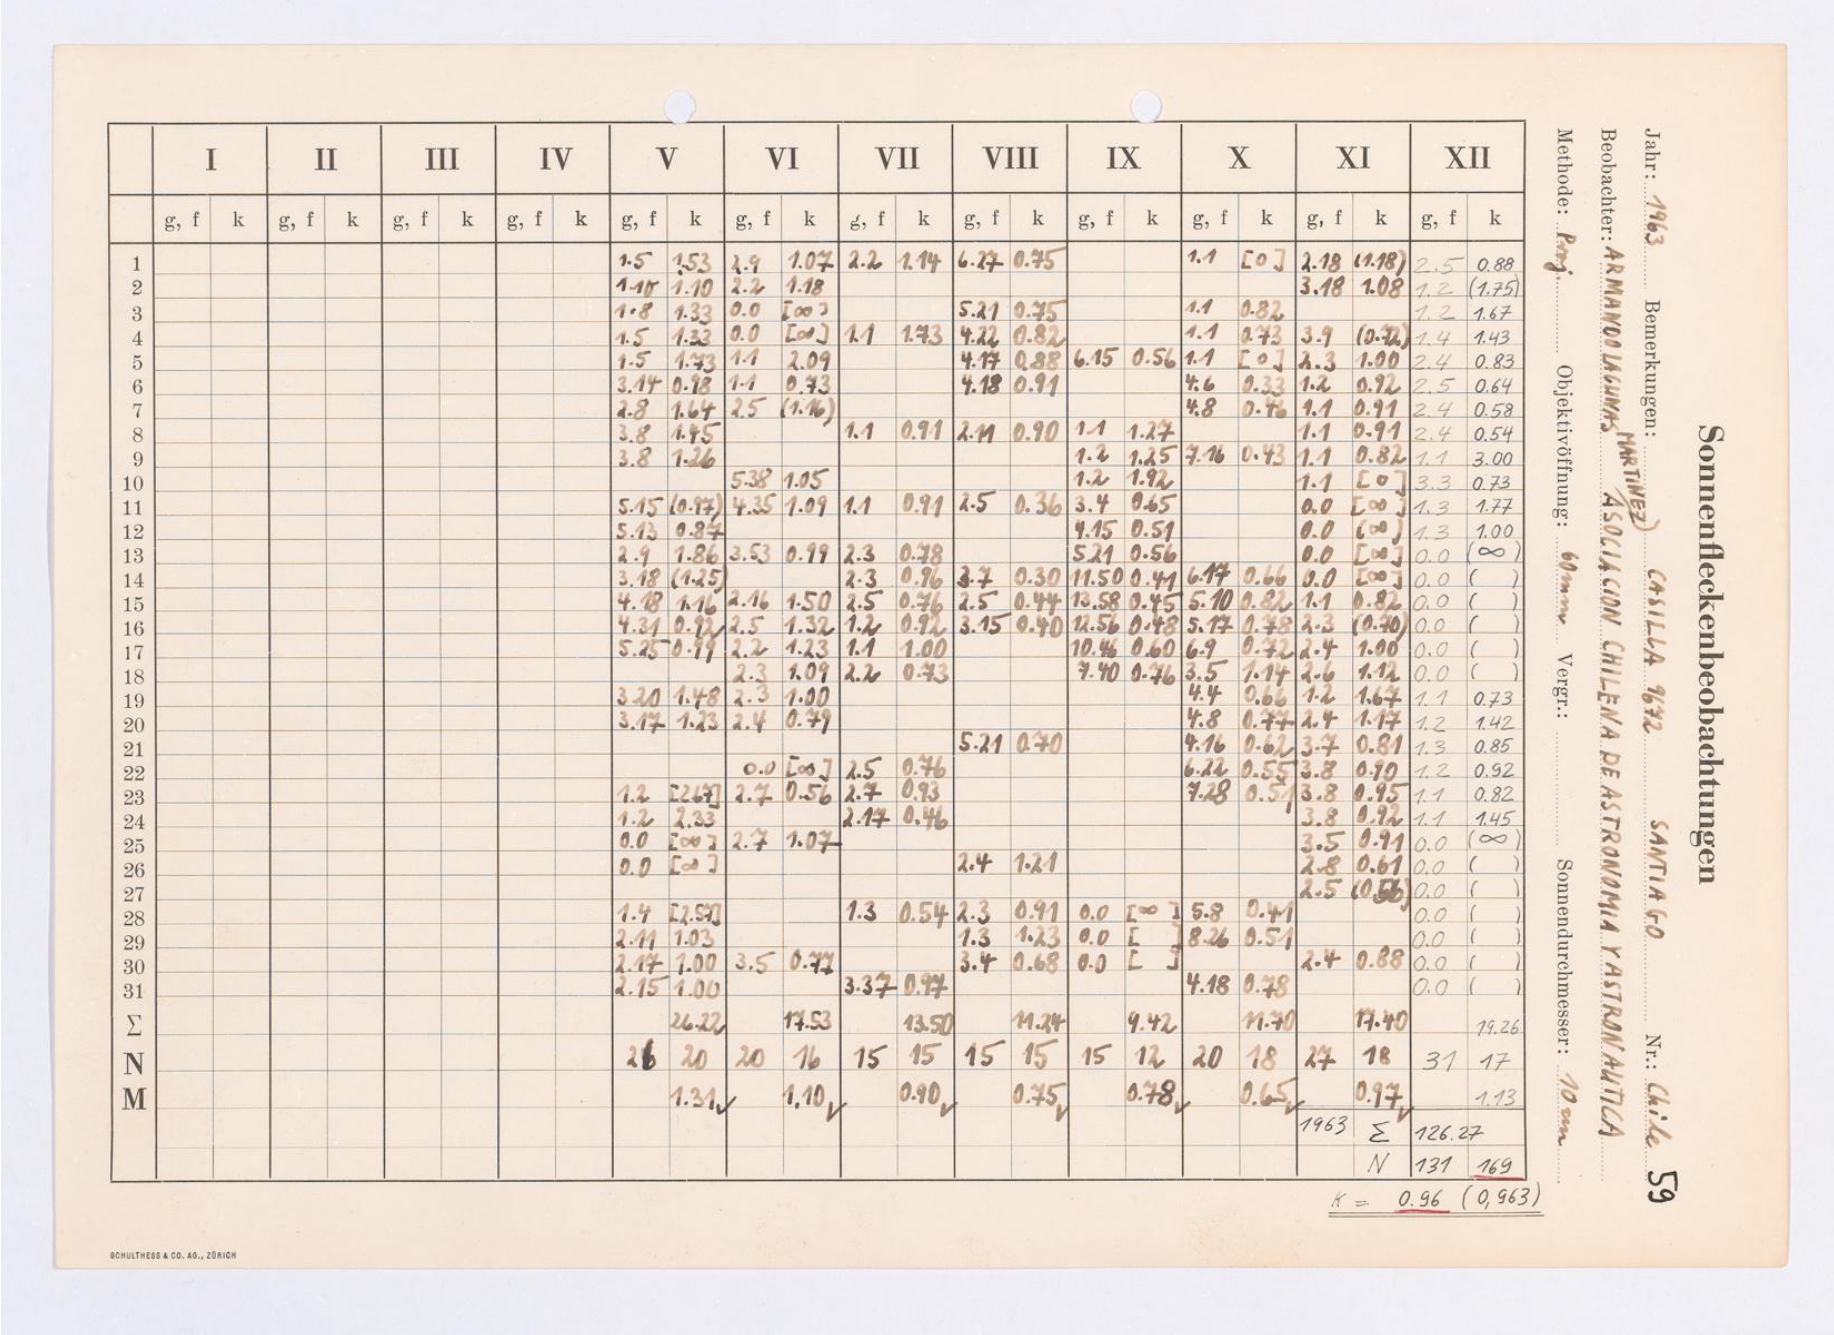 Sonnenfleckenbeobachtungen
Jahr: 1963 Bemerkungen: CASILLA 9672 SANTIAGO Nr.: Chile 59
Beobachter: ARMANDO LAGUNAS MARTINEZ) ASOCIACION CHILENA DE ASTRONOMIA Y ASTRONAUTICA
Methode: Proj. Objektivöffnung: 60mm Vergr.: Sonnendurchmesser: 10 cm
I II III IV V VI VII VIII IX X XI XII
g, f k g, f k g, f k g, f k g, f k g, f k g, f k g, f k g, f k g, f k g, f k g, f k
1 1.5 1.53 2.9 1.07 2.2 1.14 6.27 0.75 1.1 [0] 2.18 (1.18) 2.5 0.88
2 1.10 1.10 2.2 1.18 3.18 1.08 1.2 (1.75)
3 1.8 1.33 0.0 [∞] 5.21 0.75 1.1 0.82 1.2 1.67
4 1.5 1.33 0.0 [∞] 1.1 1.73 4.22 0.82 1.1 0.73 3.9 (0.72) 1.4 1.43
5 1.5 1.73 1.1 2.09 4.17 0.88 6.15 0.56 1.1 [0] 2.3 1.00 2.4 0.83
6 3.14 0.98 1.1 0.73 4.18 0.91 4.6 0.33 1.2 0.92 2.5 0.64
7 2.8 1.64 2.5 (1.16) 4.8 0.46 1.1 0.91 2.4 0.58
8 3.8 1.45 1.1 0.91 2.11 0.90 1.1 1.27 1.1 0.91 2.4 0.54
9 3.8 1.26 1.2 1.25 7.16 0.43 1.1 0.82 1.1 3.00
10 5.38 1.05 1.2 1.92 1.1 [0] 3.3 0.73
11 5.15 (0.97) 4.35 1.09 1.1 0.91 2.5 0.36 3.4 0.65 0.0 [∞] 1.3 1.77
12 5.13 0.87 4.15 0.51 0.0 (∞] 1.3 1.00
13 2.9 1.86 3.53 0.99 2.3 0.78 5.21 0.56 0.0 [∞] 0.0 (∞)
14 3.18 (1.25) 2.3 0.96 3.7 0.30 11.50 0.41 6.17 0.66 0.0 [∞] 0.0 ( )
15 4.18 1.16 2.16 1.50 2.5 0.76 2.5 0.44 13.58 0.45 5.10 0.82 1.1 0.82 0.0 ( )
16 4.31 0.92 2.5 1.32 1.2 0.92 3.15 0.40 12.56 0.48 5.17 0.78 2.3 (0.70) 0.0 ( )
17 5.25 0.99 2.2 1.23 1.1 1.00 10.46 0.60 6.9 0.72 2.4 1.00 0.0 ( )
18 2.3 1.09 2.2 0.73 7.40 0.76 3.5 1.14 2.6 1.12 0.0 ( )
19 3.20 1.48 2.3 1.00 4.4 0.66 1.2 1.67 1.1 0.73
20 3.17 1.23 2.4 0.79 4.8 0.77 2.4 1.17 1.2 1.42
21 5.21 0.70 4.16 0.62 3.7 0.81 1.3 0.85
22 0.0 [∞] 2.5 0.76 6.22 0.55 3.8 0.90 1.2 0.92
23 1.2 [2.67] 2.7 0.56 2.7 0.93 7.28 0.51 3.8 0.95 1.1 0.82
24 1.2 2.33 2.17 0.46 3.8 0.92 1.1 1.45
25 0.0 [∞] 2.7 1.07 3.5 0.91 0.0 (∞)
26 0.0 [∞] 2.4 1.21 2.8 0.61 0.0 ( )
27 2.5 (0.56) 0.0 ( )
28 1.4 [2.57] 1.3 0.54 2.3 0.91 0.0 [∞] 5.8 0.41 0.0 ( )
29 2.11 1.03 1.3 1.23 0.0 [ 8.26 0.51 0.0 ( )
30 2.17 1.00 3.5 0.77 3.4 0.68 0.0 [ ] 2.4 0.88 0.0 ( )
31 2.15 1.00 3.37 0.97 4.18 0.78 0.0 ( )
Σ 26.22 17.53 13.50 11.24 9.42 11.70 17.40 19.26
N 26 20 20 16 15 15 15 15 15 12 20 18 27 18 31 17
M 1.31 1.10 0.90 0.75 0.78 0.65 0.97 1.13
1963 Σ 126.27
N 131 169
K = 0.96 (0,963)
SCHULTHESS & CO. AG., ZÜRICH